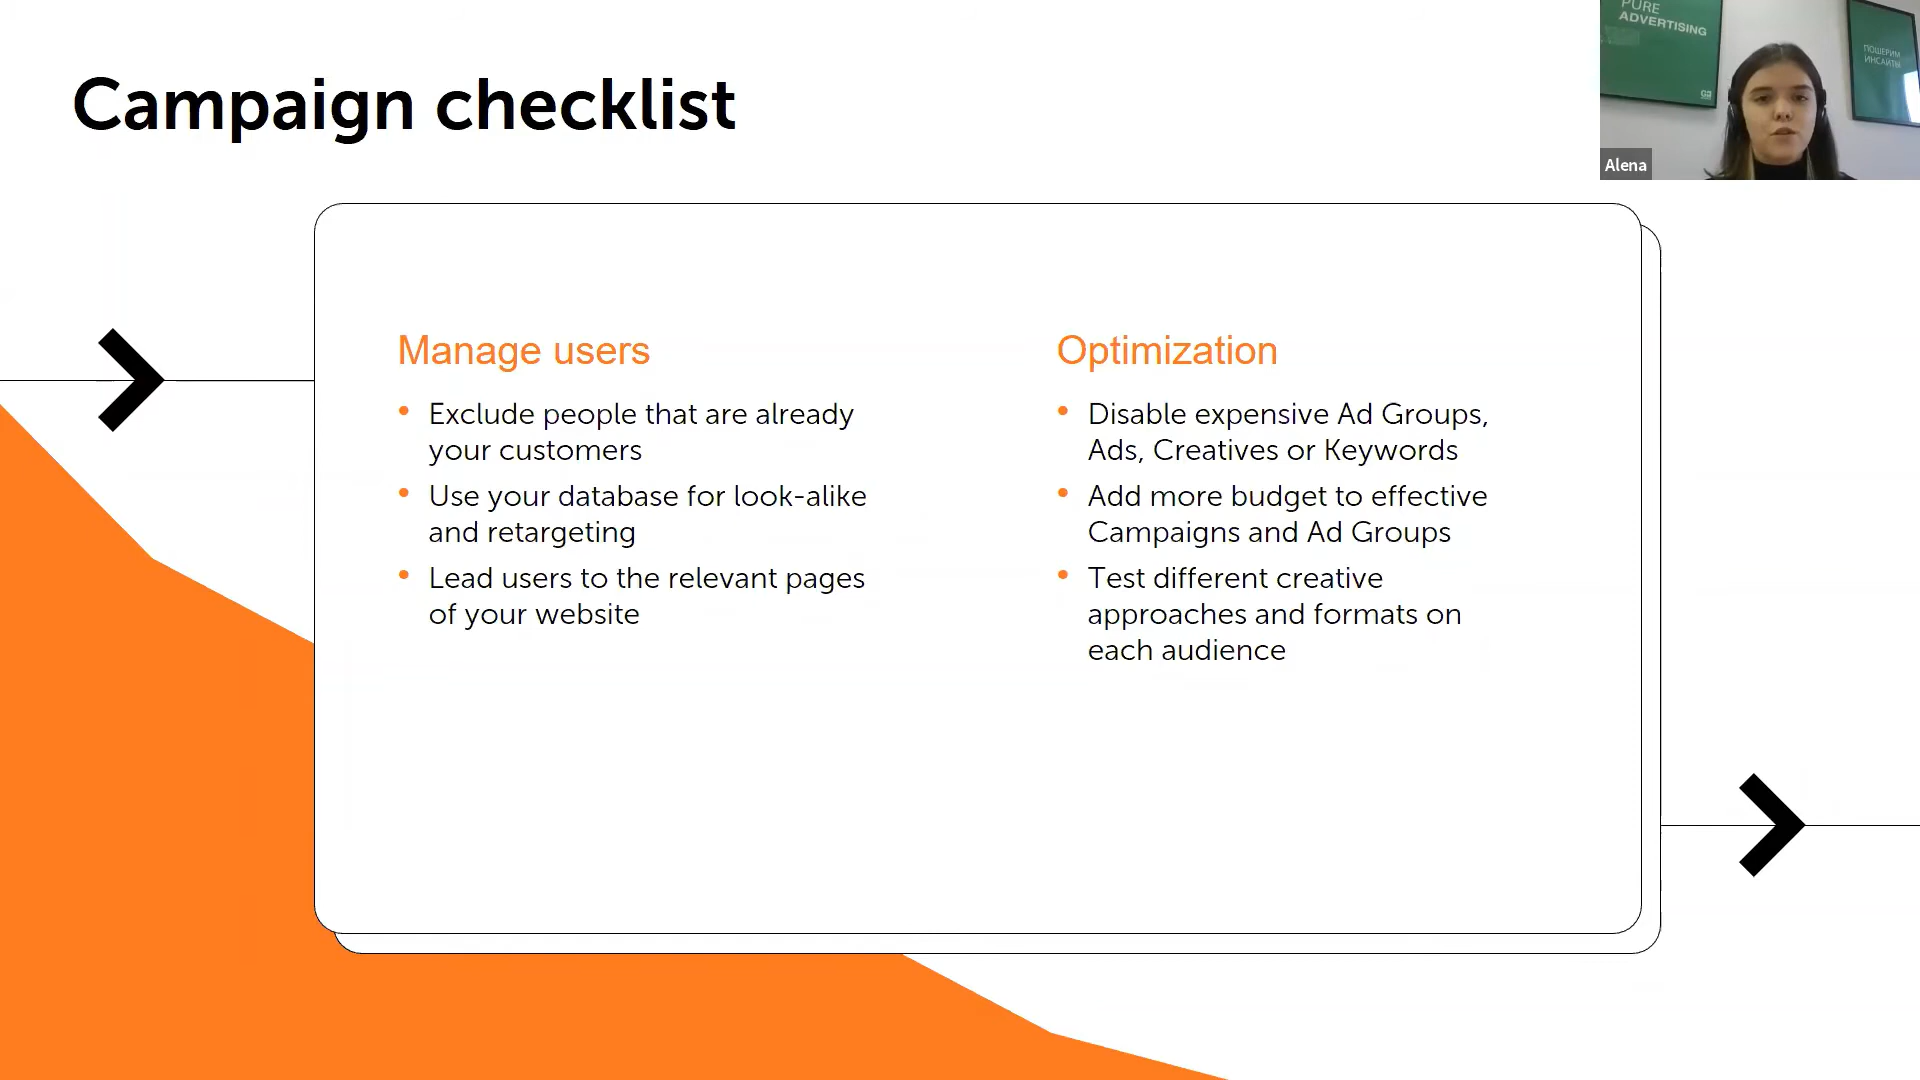 Campaign checklist
PURE
ADVERTISING
ПОШЕРИМ
ИНСАЙТЫ
Alena
Manage users
• Exclude people that are already
your customers
• Use your database for look-alike
and retargeting
• Lead users to the relevant pages
of your website
Optimization
• Disable expensive Ad Groups,
Ads, Creatives or Keywords
• Add more budget to effective
Campaigns and Ad Groups
• Test different creative
approaches and formats on
each audience